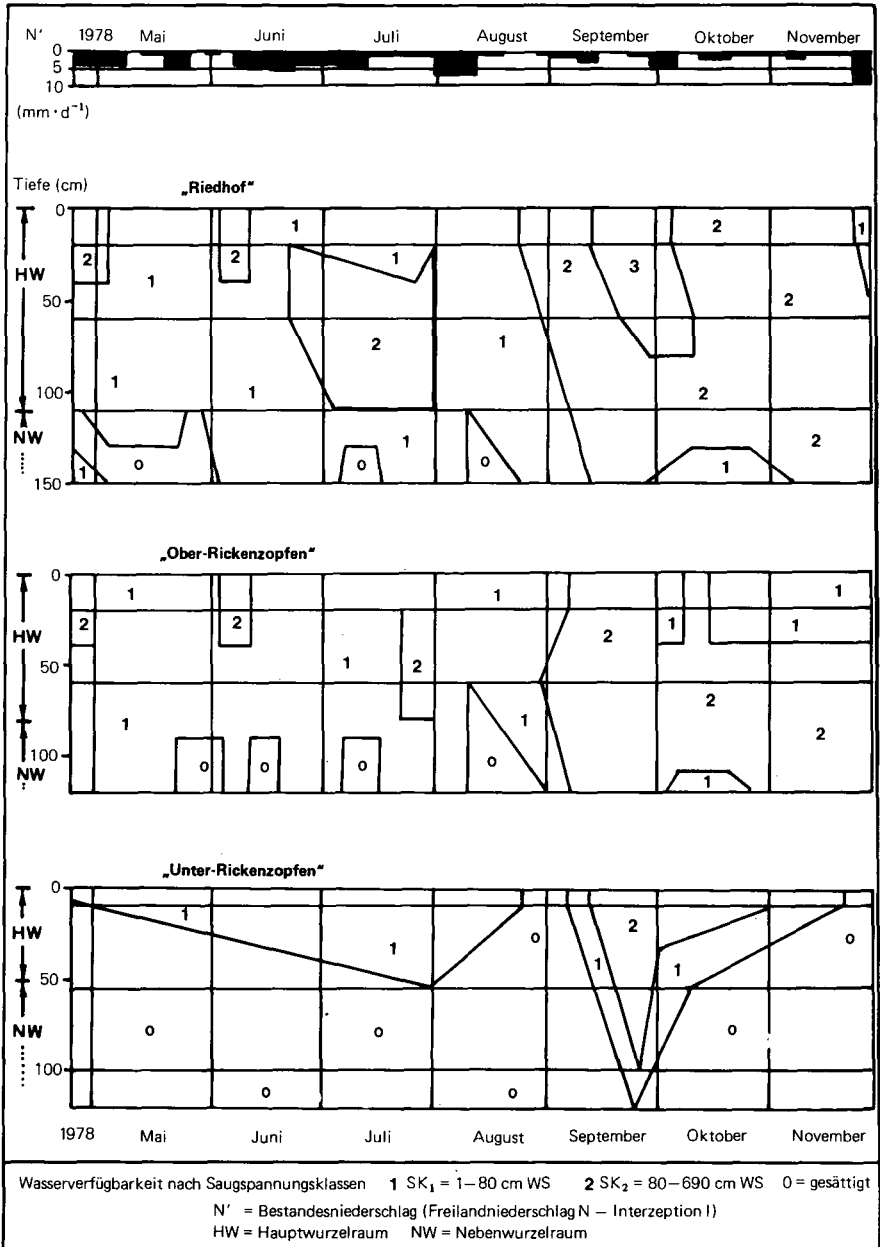 N' 1978 Mai Juni Juli August September Oktober November
0
5
10
(mm·d⁻¹)
Tiefe (cm) „Riedhof“
0
1 2 1
2 2 1 2 3
HW 1
50 2
2 1
1 1 2
100
NW 1 2
0 0 0 1
1
150
„Ober-Rickenzopfen“
0
1 1 1
2 2 2 1 1
HW 1 2
50
2
1 1 2
100 0 0 0 0
NW 1
„Unter-Rickenzopfen“
0
1 2
HW 1 0 0
1 1
50
NW 0 0 0
100
0 0
1978 Mai Juni Juli August September Oktober November
Wasserverfügbarkeit nach Saugspannungsklassen 1 SK₁ = 1–80 cm WS 2 SK₂ = 80–690 cm WS 0 = gesättigt
N' = Bestandesniederschlag (Freilandniederschlag N – Interzeption I)
HW = Hauptwurzelraum NW = Nebenwurzelraum